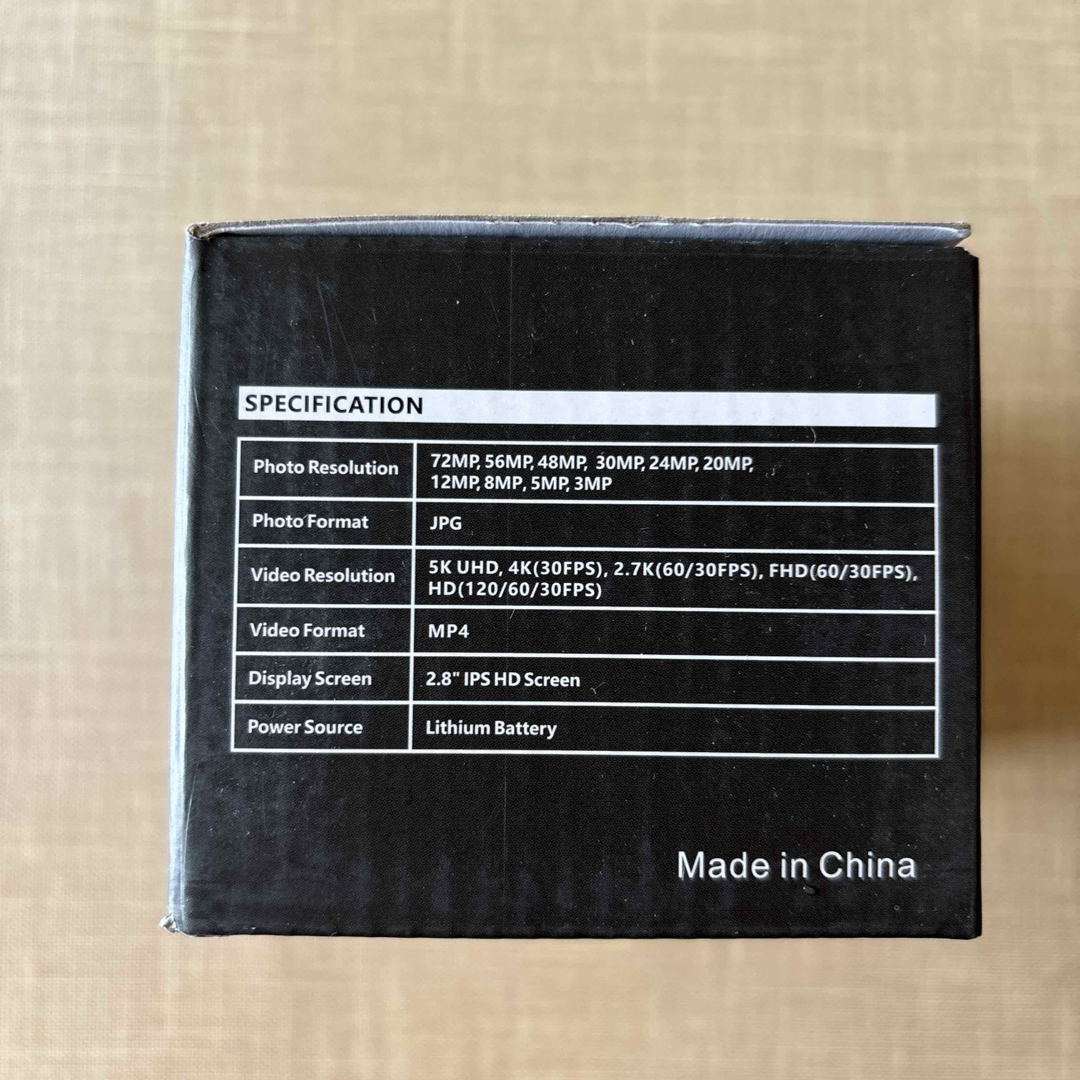 SPECIFICATION
Photo Resolution
72MP, 56MP, 48MP, 30MP, 24MP, 20MP,
12MP, 8MP, 5MP, 3MP
Photo Format
JPG
Video Resolution
5K UHD, 4K(30FPS), 2.7K(60/30FPS), FHD(60/30FPS),
HD(120/60/30FPS)
Video Format
MP4
Display Screen
2.8" IPS HD Screen
Power Source
Lithium Battery
Made in China